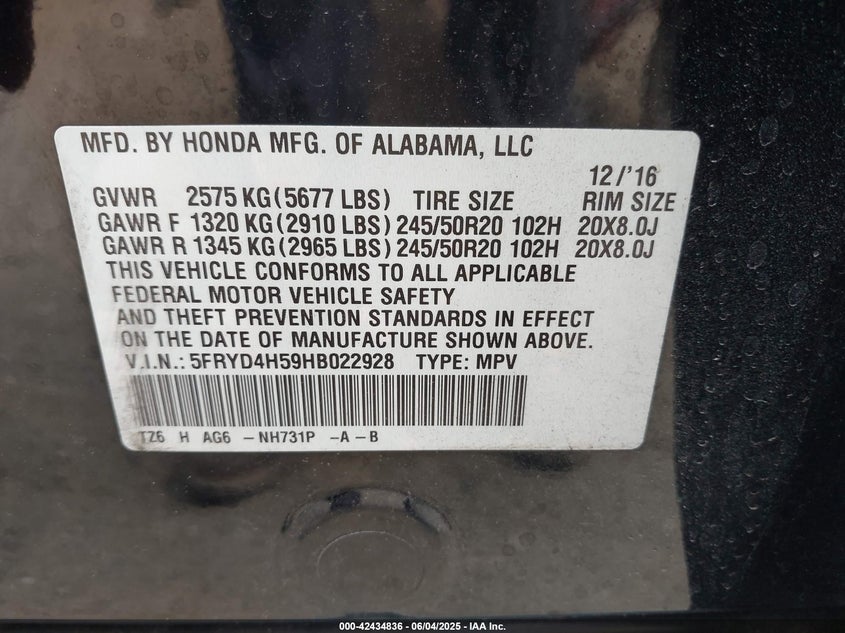 MFD. BY HONDA MFG. OF ALABAMA, LLC
12/'16
GVWR 2575 KG (5677 LBS) TIRE SIZE RIM SIZE
GAWR F 1320 KG (2910 LBS) 245/50R20 102H 20X8.0J
GAWR R 1345 KG (2965 LBS) 245/50R20 102H 20X8.0J
THIS VEHICLE CONFORMS TO ALL APPLICABLE
FEDERAL MOTOR VEHICLE SAFETY
AND THEFT PREVENTION STANDARDS IN EFFECT
ON THE DATE OF MANUFACTURE SHOWN ABOVE.
V.I.N.: 5FRYD4H59HB022928 TYPE: MPV
TZ6 H AG6 -NH731P -A-B
000-42434836 - 06/04/2025 - IAA Inc.